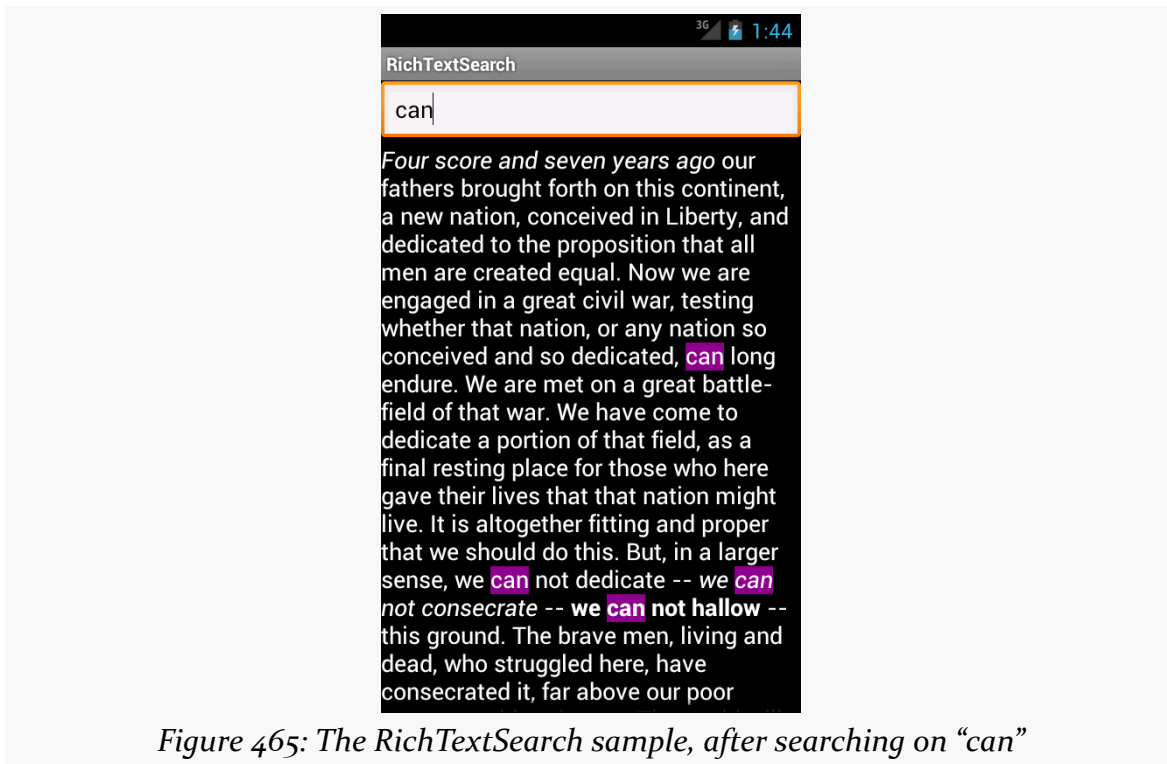 3G 1:44
RichTextSearch
can
Four score and seven years ago our
fathers brought forth on this continent,
a new nation, conceived in Liberty, and
dedicated to the proposition that all
men are created equal. Now we are
engaged in a great civil war, testing
whether that nation, or any nation so
conceived and so dedicated, can long
endure. We are met on a great battle-
field of that war. We have come to
dedicate a portion of that field, as a
final resting place for those who here
gave their lives that that nation might
live. It is altogether fitting and proper
that we should do this. But, in a larger
sense, we can not dedicate -- we can
not consecrate -- we can not hallow --
this ground. The brave men, living and
dead, who struggled here, have
consecrated it, far above our poor
Figure 465: The RichTextSearch sample, after searching on “can”